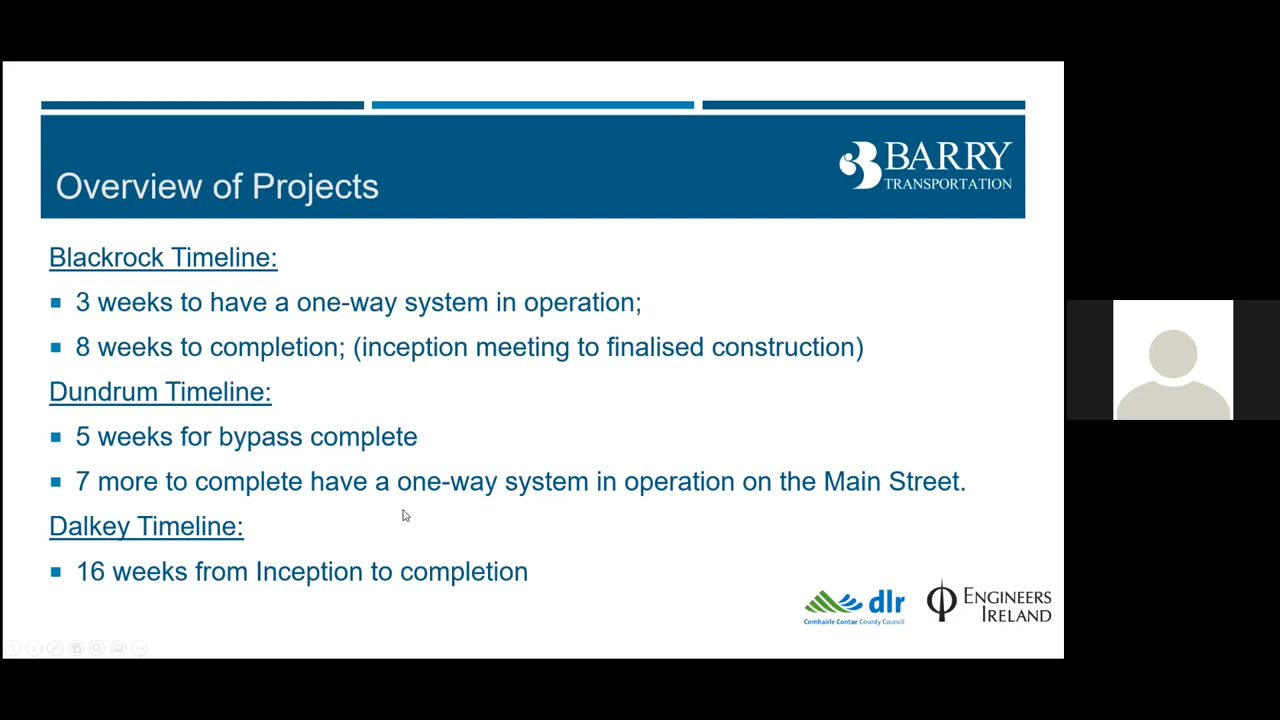 BARRY
TRANSPORTATION
Overview of Projects
Blackrock Timeline:
3 weeks to have a one-way system in operation;
8 weeks to completion; (inception meeting to finalised construction)
Dundrum Timeline:
5 weeks for bypass complete
7 more to complete have a one-way system in operation on the Main Street.
Dalkey Timeline:
16 weeks from Inception to completion
dlr
Comhairle Contae County Council
ENGINEERS
IRELAND